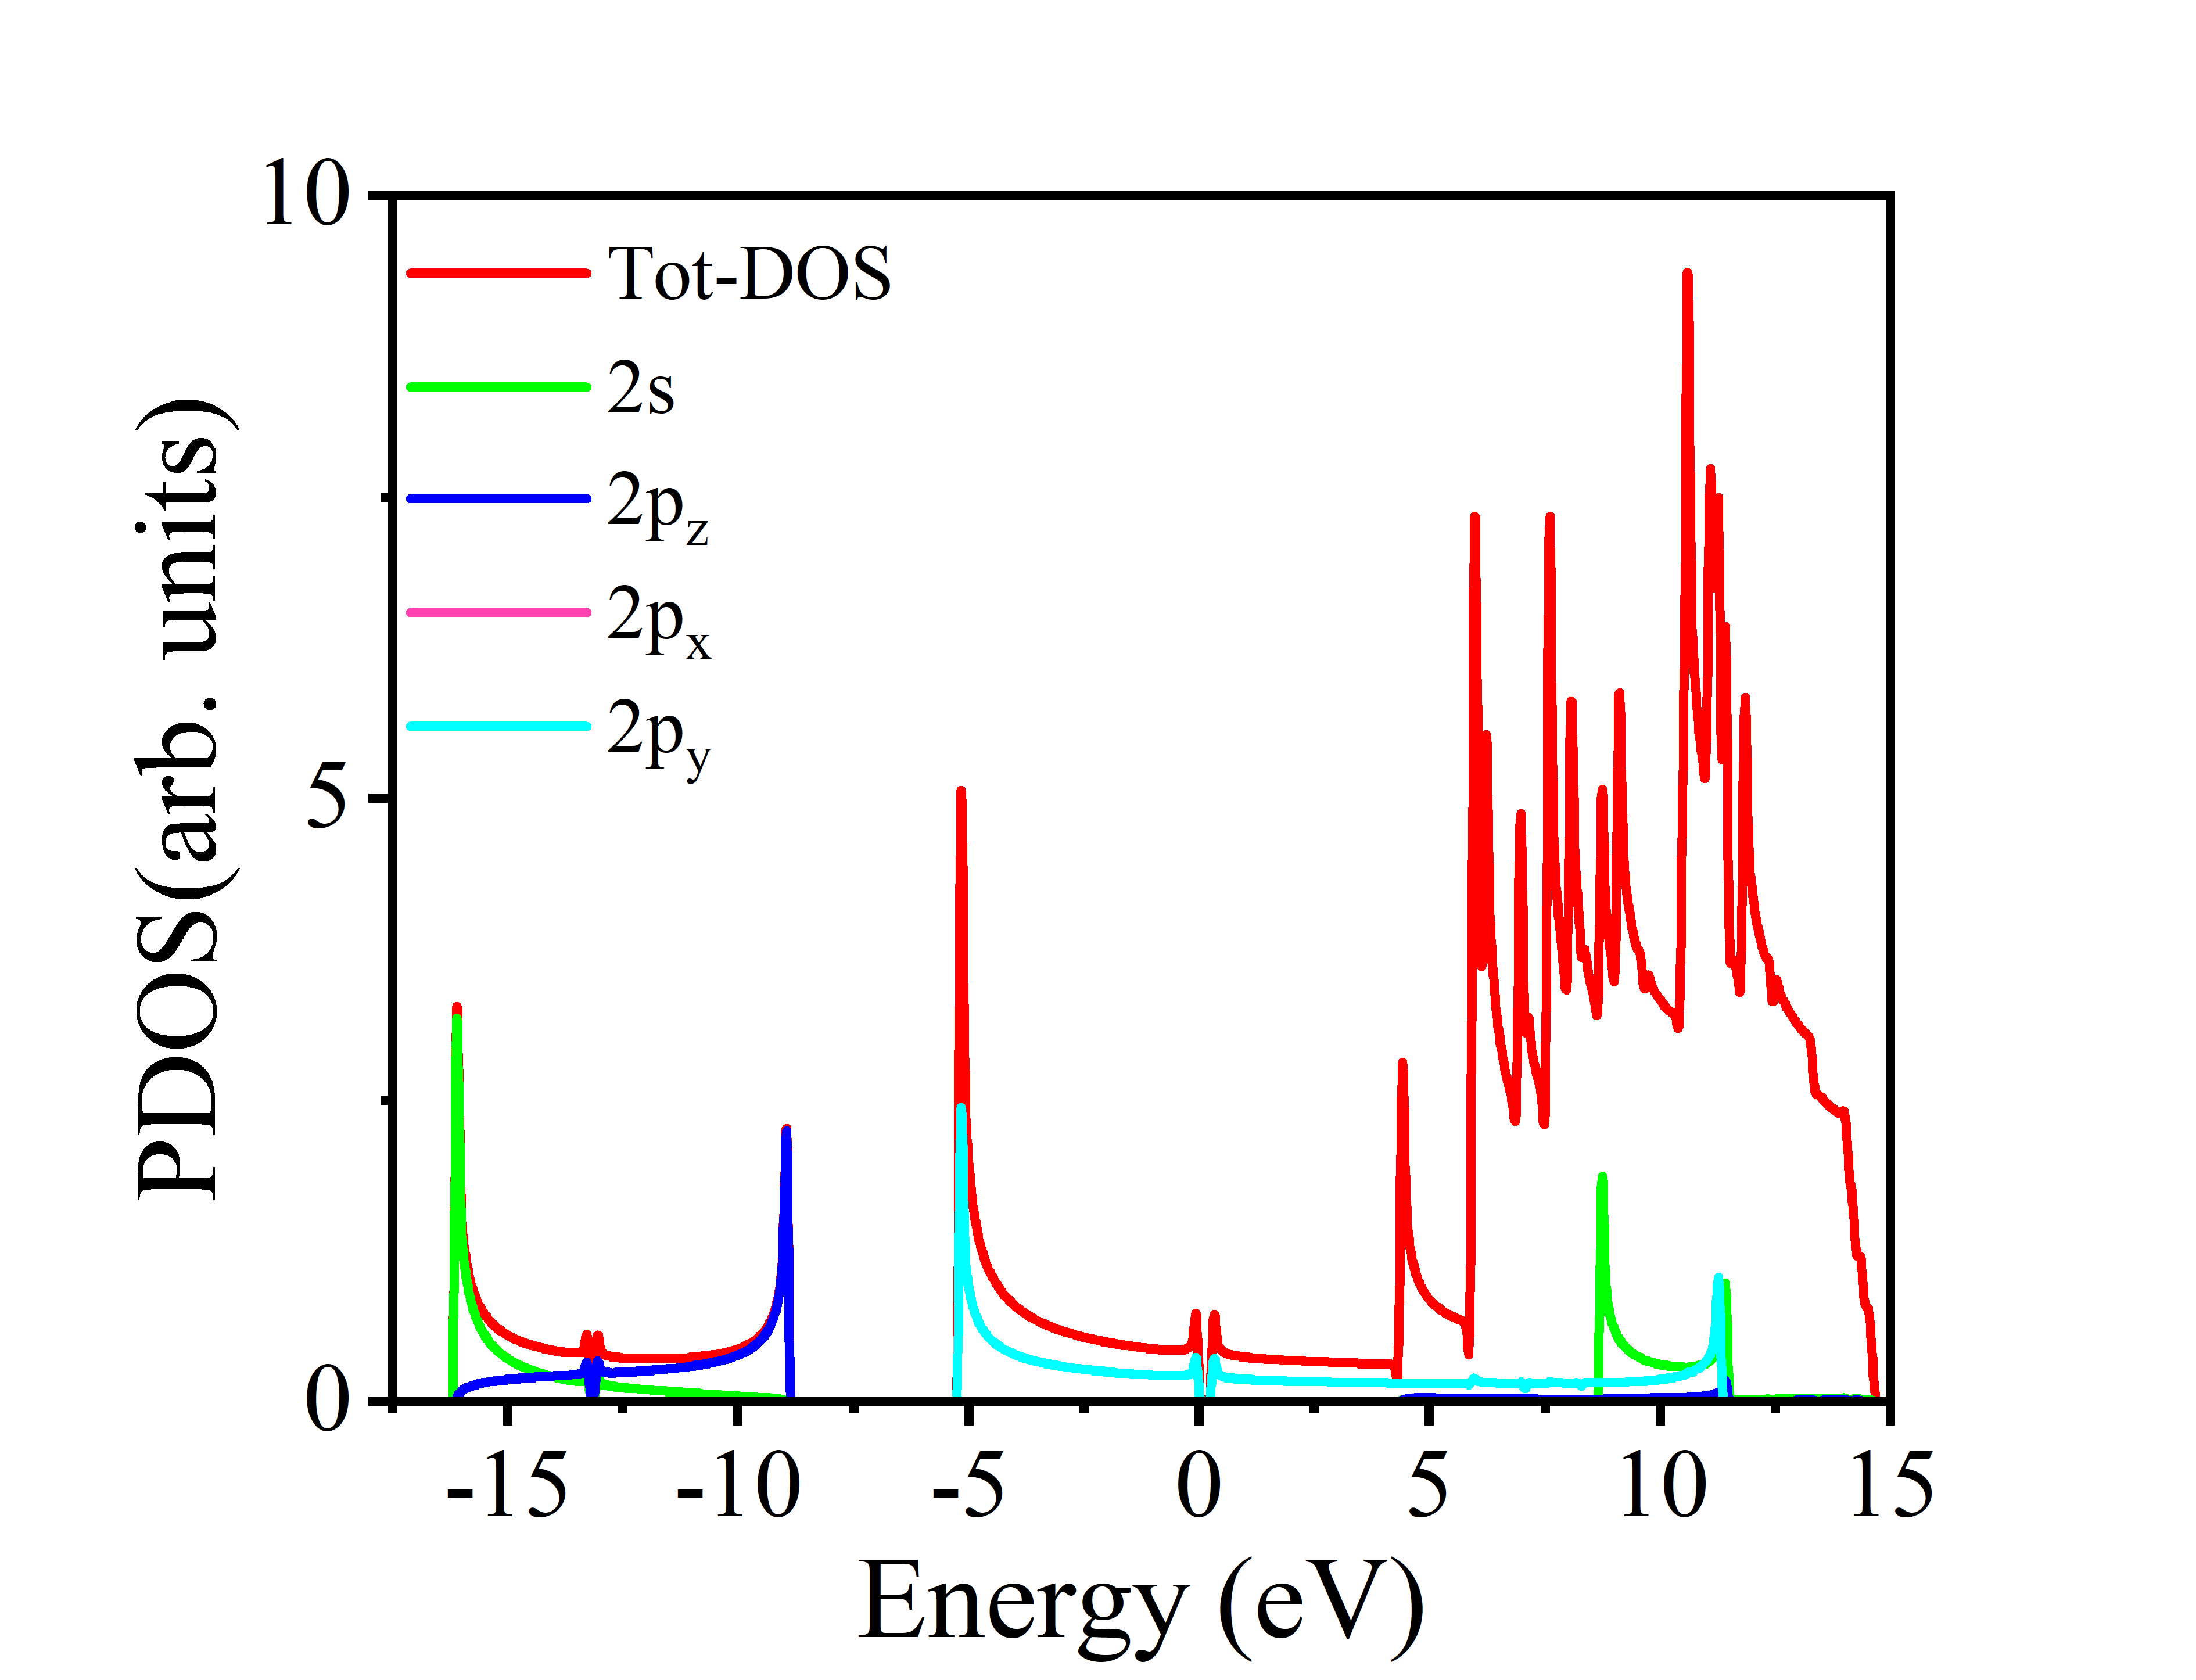 10
5
0
PDOS(arb. units)
Tot-DOS
2s
2pz
2px
2py
-15 -10 -5 0 5 10 15
Energy (eV)